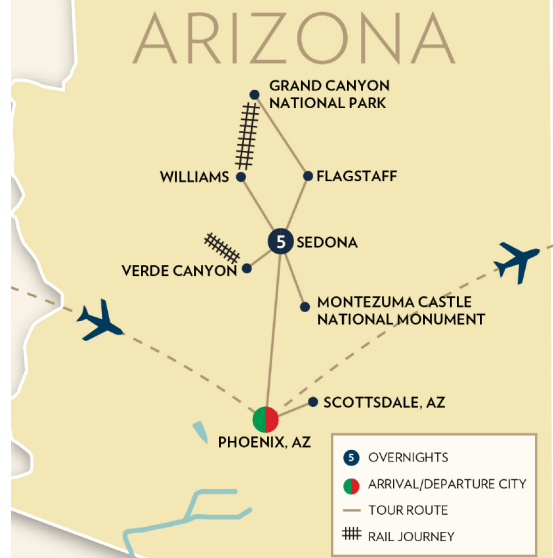 ARIZONA
GRAND CANYON
NATIONAL PARK
WILLIAMS
FLAGSTAFF
5
SEDONA
VERDE CANYON
MONTEZUMA CASTLE
NATIONAL MONUMENT
SCOTTSDALE, AZ
PHOENIX, AZ
5 OVERNIGHTS
ARRIVAL/DEPARTURE CITY
TOUR ROUTE
RAIL JOURNEY